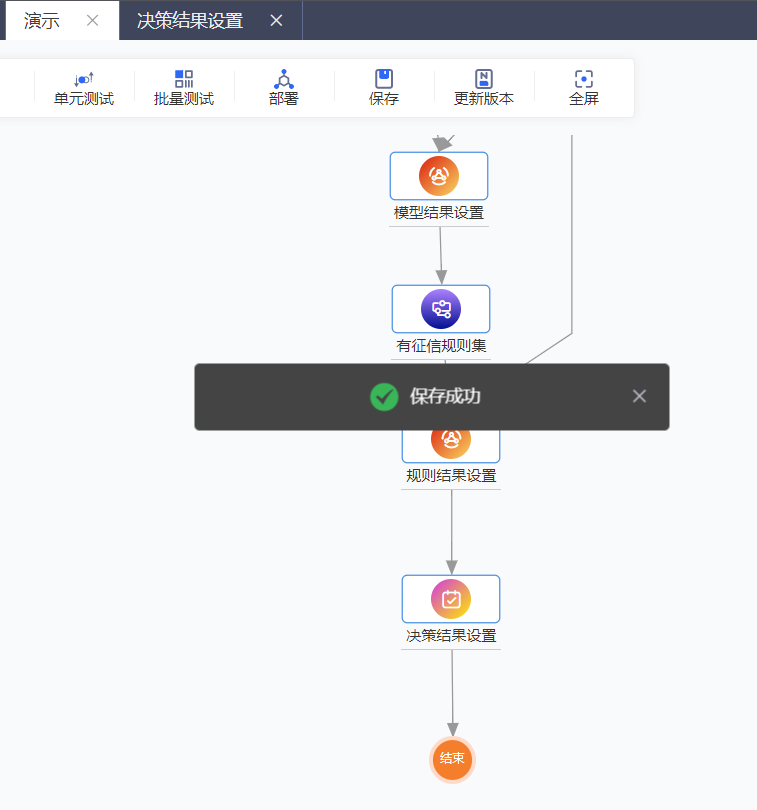 演示
决策结果设置
单元测试
批量测试
部署
保存
更新版本
全屏
模型结果设置
有征信规则集
保存成功
规则结果设置
决策结果设置
结束